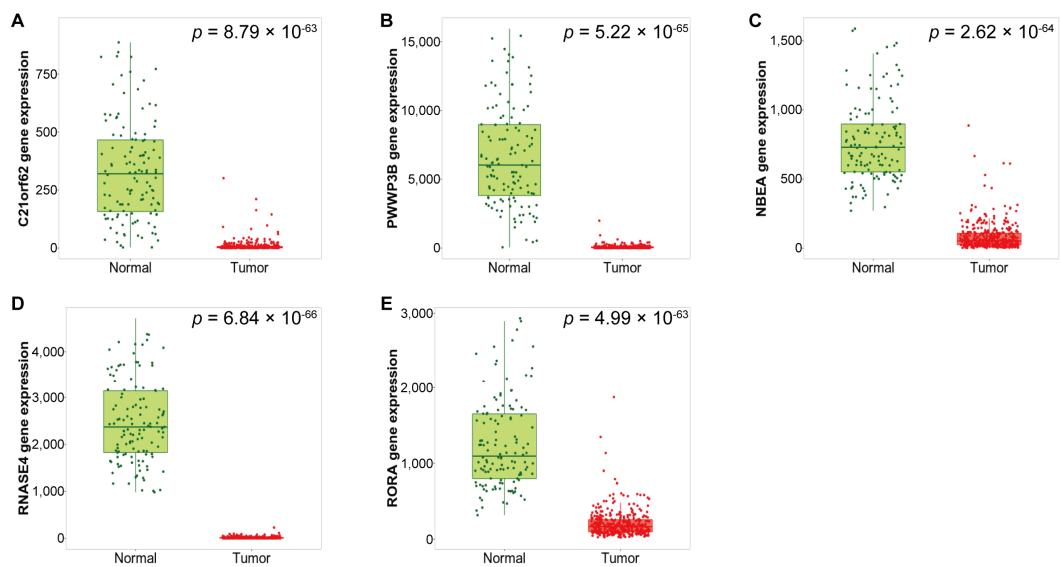 A
p = 8.79 × 10-63
C21orf62 gene expression
750
500
250
0
Normal
Tumor
B
p = 5.22 × 10-65
PWWP3B gene expression
15,000
10,000
5,000
0
Normal
Tumor
C
p = 2.62 × 10-64
NBEA gene expression
1,500
1,000
500
0
Normal
Tumor
D
p = 6.84 × 10-66
RNASE4 gene expression
4,000
3,000
2,000
1,000
0
Normal
Tumor
E
p = 4.99 × 10-63
RORA gene expression
3,000
2,000
1,000
0
Normal
Tumor